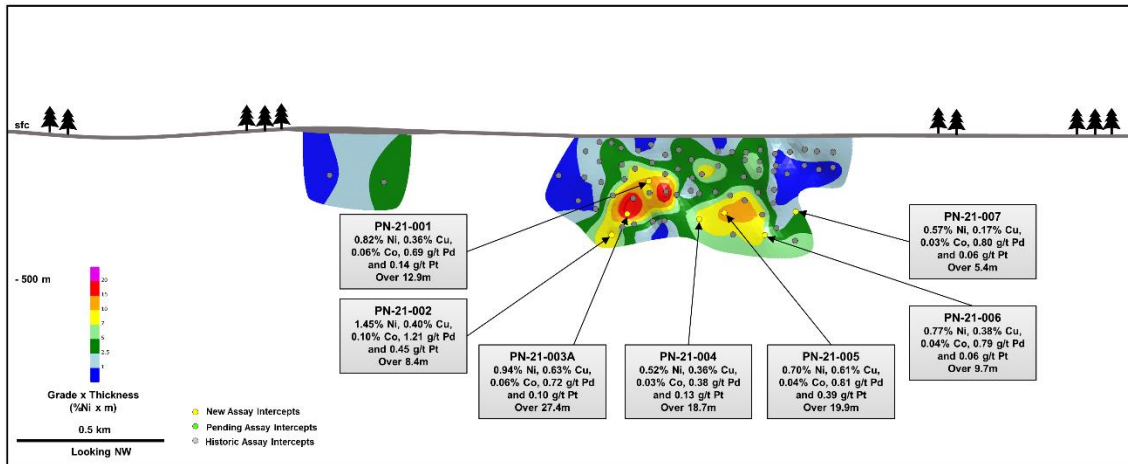 sfc
PN-21-001
0.82% Ni, 0.36% Cu,
0.06% Co, 0.69 g/t Pd
and 0.14 g/t Pt
Over 12.9m
PN-21-007
0.57% Ni, 0.17% Cu,
0.03% Co, 0.80 g/t Pd
and 0.06 g/t Pt
Over 5.4m
- 500 m
PN-21-002
1.45% Ni, 0.40% Cu,
0.10% Co, 1.21 g/t Pd
and 0.45 g/t Pt
Over 8.4m
PN-21-006
0.77% Ni, 0.38% Cu,
0.04% Co, 0.79 g/t Pd
and 0.06 g/t Pt
Over 9.7m
PN-21-003A
0.94% Ni, 0.63% Cu,
0.06% Co, 0.72 g/t Pd
and 0.10 g/t Pt
Over 27.4m
PN-21-004
0.52% Ni, 0.36% Cu,
0.03% Co, 0.38 g/t Pd
and 0.13 g/t Pt
Over 18.7m
PN-21-005
0.70% Ni, 0.61% Cu,
0.04% Co, 0.81 g/t Pd
and 0.39 g/t Pt
Over 19.9m
20
15
10
7
5
2.5
1
Grade x Thickness
(%Ni x m)
0.5 km
Looking NW
New Assay Intercepts
Pending Assay Intercepts
Historic Assay Intercepts